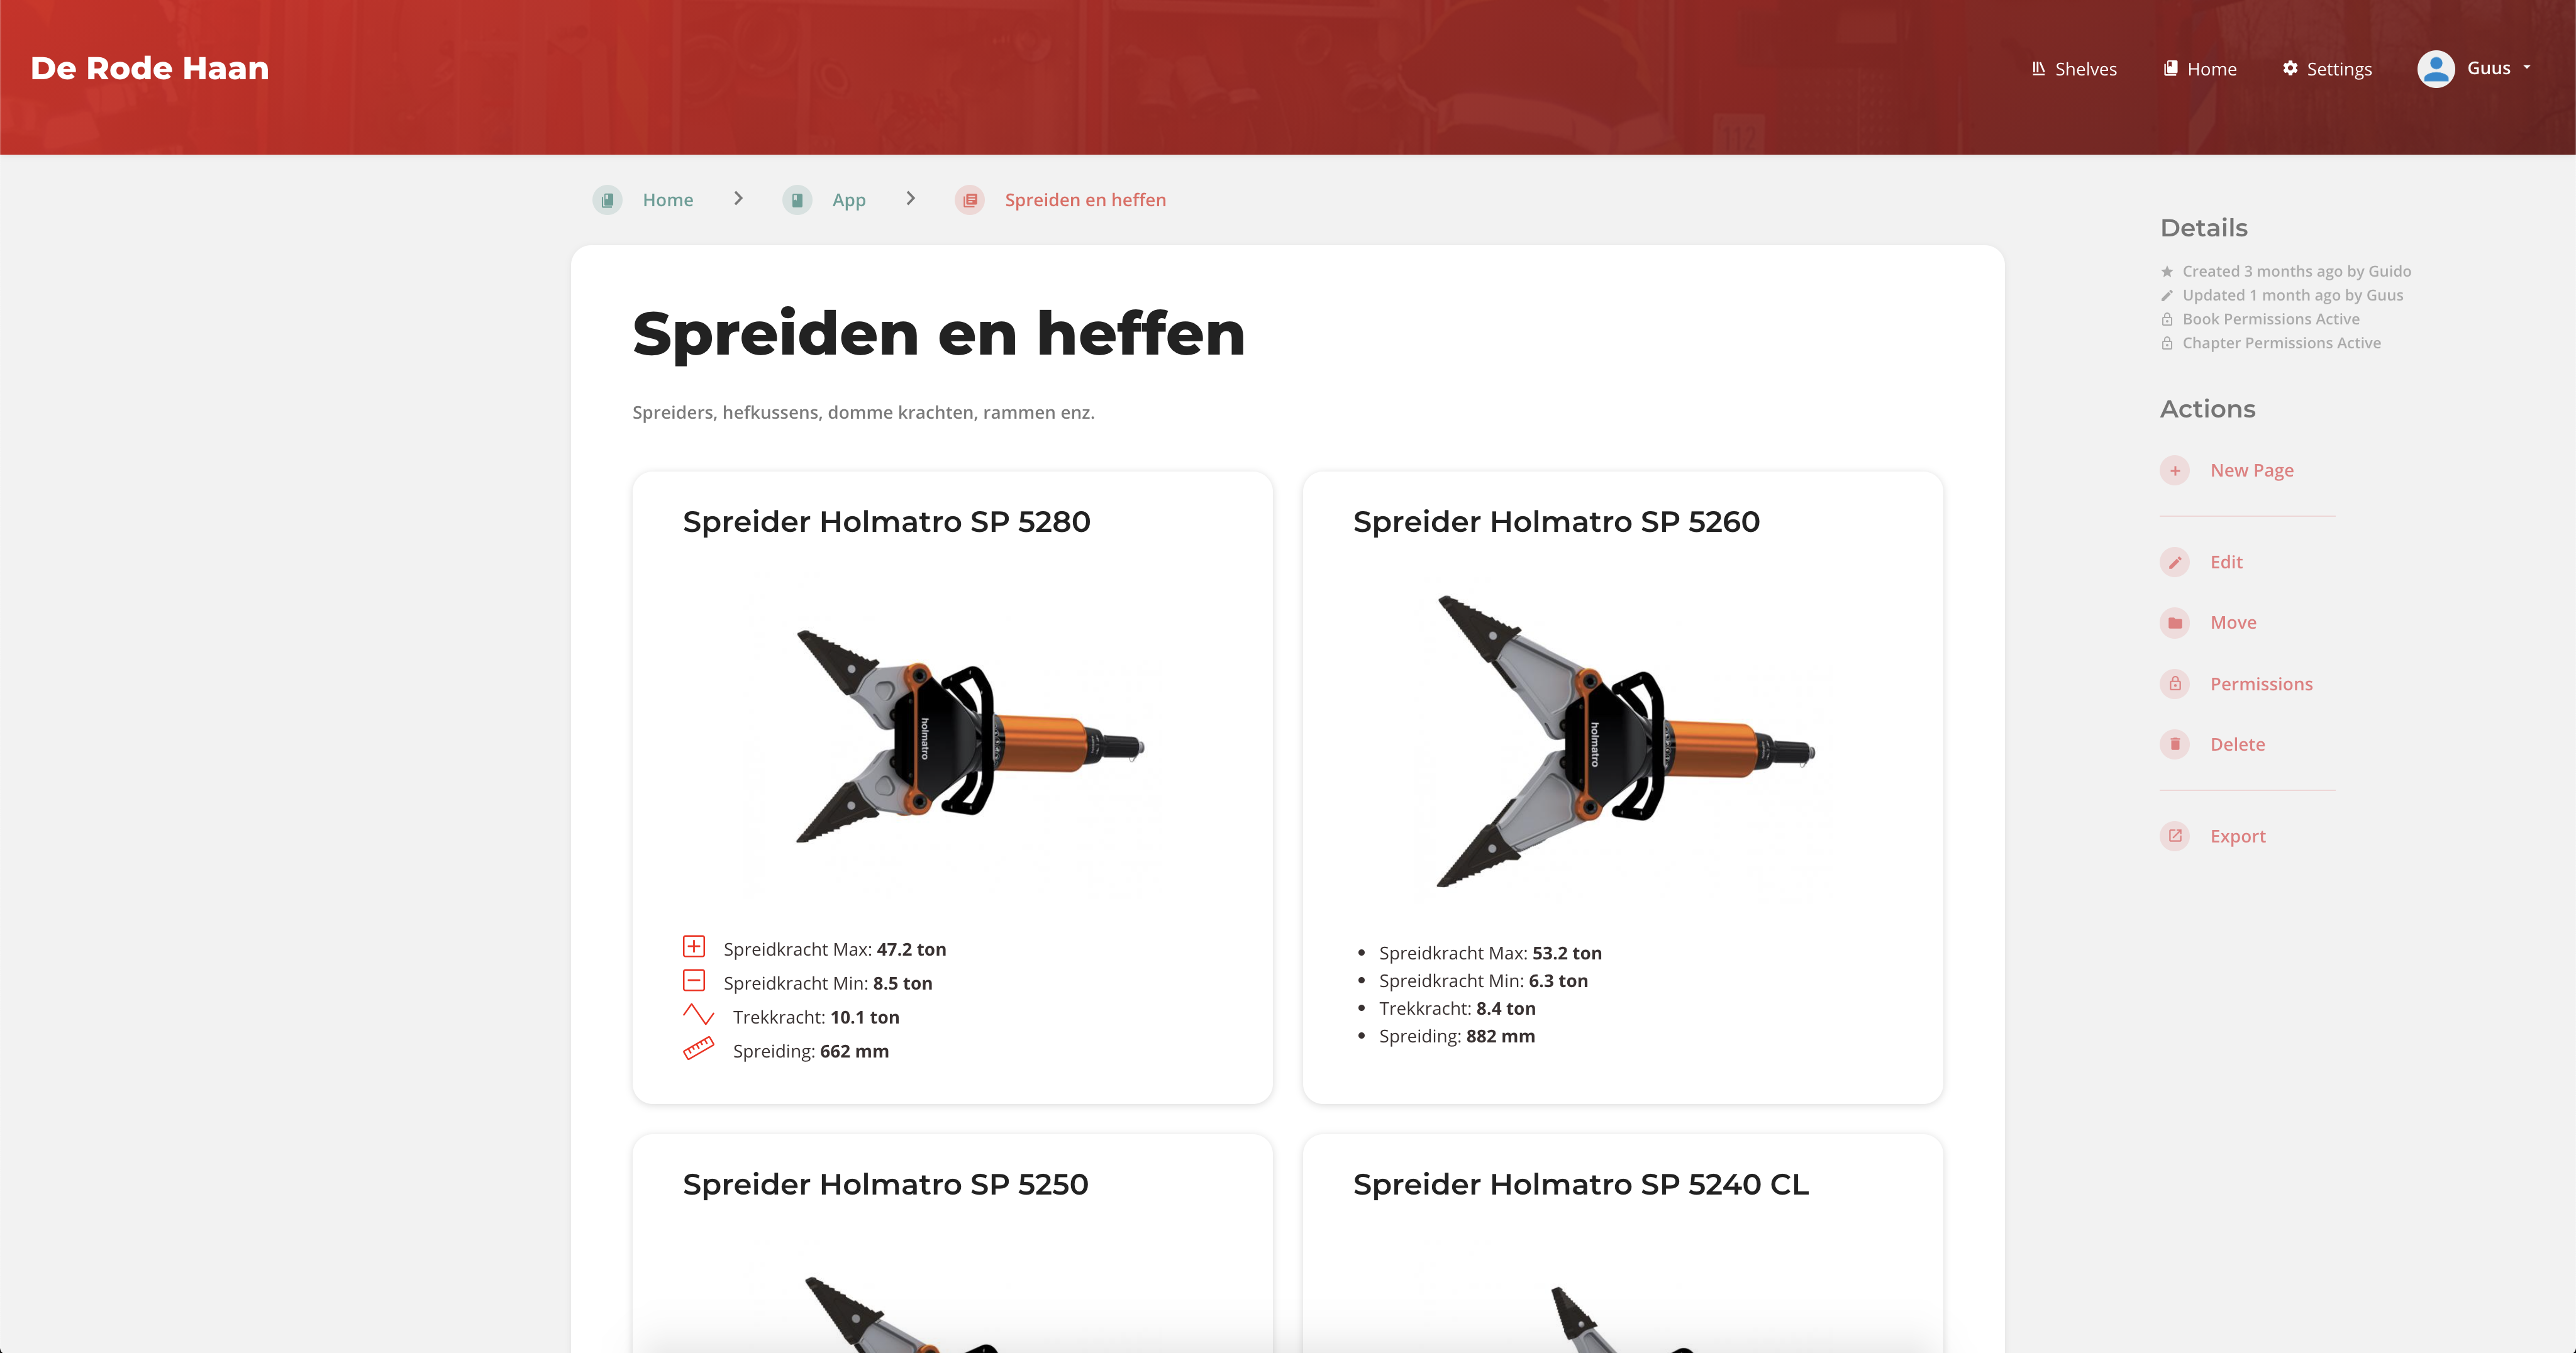 De Rode Haan
Shelves
Home
Settings
Guus
112
Home
App
Spreiden en heffen
Details
Created 3 months ago by Guido
Updated 1 month ago by Guus
Book Permissions Active
Chapter Permissions Active
Actions
New Page
Edit
Move
Permissions
Delete
Export
Spreiden en heffen
Spreiders, hefkussens, domme krachten, rammen enz.
Spreider Holmatro SP 5280
holmatro
Spreidkracht Max: 47.2 ton
Spreidkracht Min: 8.5 ton
Trekkracht: 10.1 ton
Spreiding: 662 mm
Spreider Holmatro SP 5260
holmatro
Spreidkracht Max: 53.2 ton
Spreidkracht Min: 6.3 ton
Trekkracht: 8.4 ton
Spreiding: 882 mm
Spreider Holmatro SP 5250
Spreider Holmatro SP 5240 CL